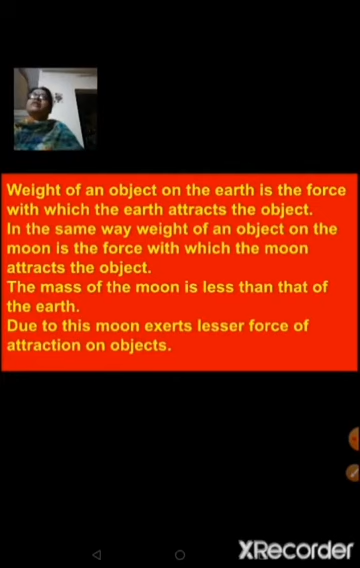 Weight of an object on the earth is the force
with which the earth attracts the object.
In the same way weight of an object on the
moon is the force with which the moon
attracts the object.
The mass of the moon is less than that of
the earth.
Due to this moon exerts lesser force of
attraction on objects.
XRecorder